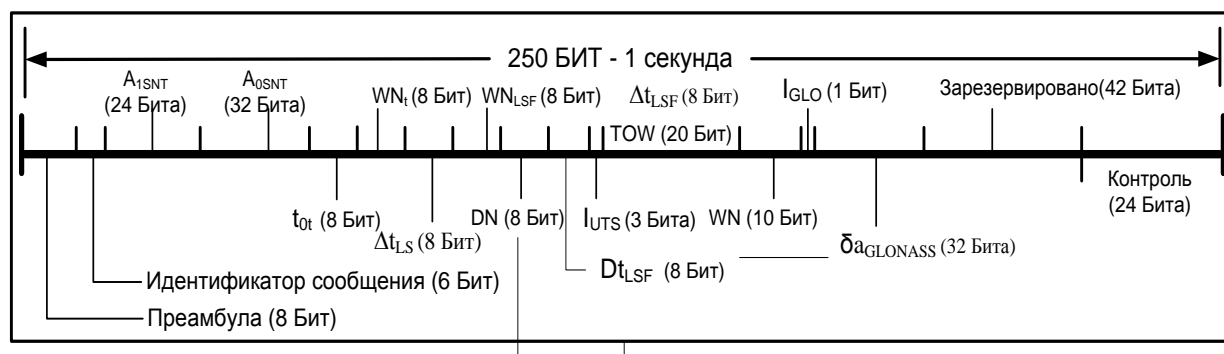 250 БИТ - 1 секунда
A1SNT
(24 Бита)
A0SNT
(32 Бита)
WNt (8 Бит)
WNLSF (8 Бит)
ΔtLSF (8 Бит)
IGLO (1 Бит)
Зарезервировано(42 Бита)
TOW (20 Бит)
t0t (8 Бит)
ΔtLS (8 Бит)
DN (8 Бит)
IUTS (3 Бита)
WN (10 Бит)
δaGLONASS (32 Бита)
Контроль
(24 Бита)
DtLSF (8 Бит)
Идентификатор сообщения (6 Бит)
Преамбула (8 Бит)